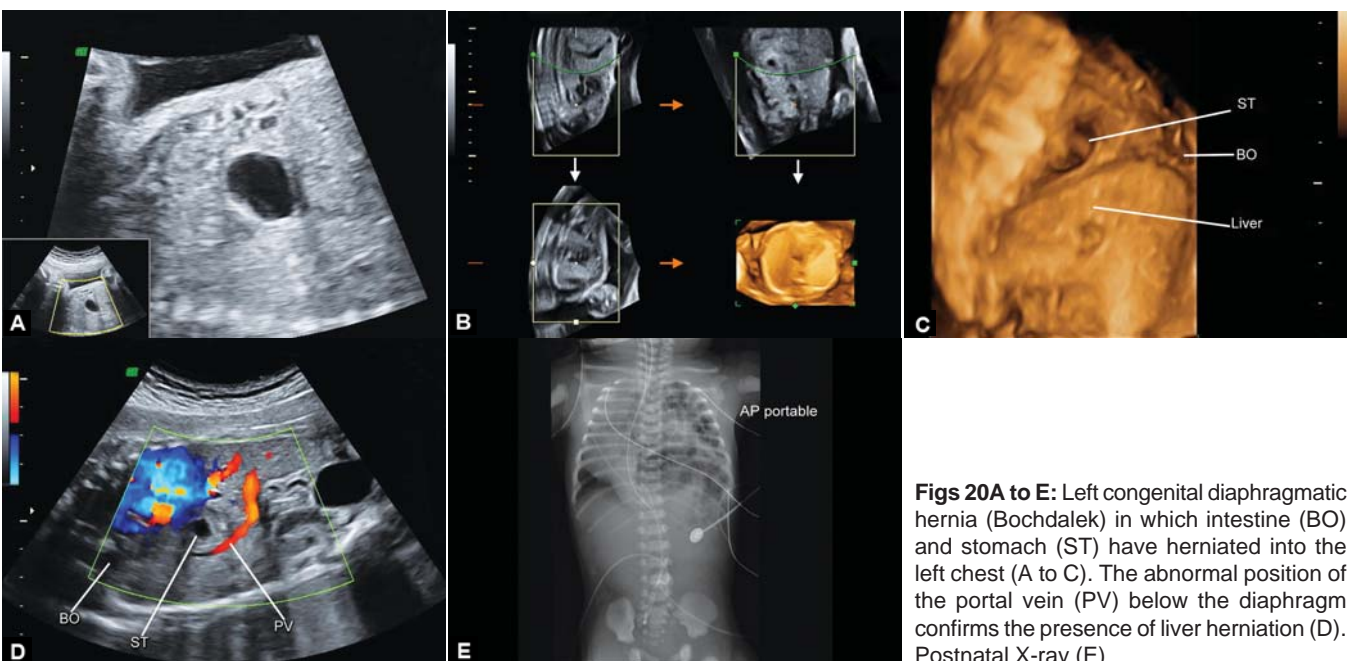 A
B
ST
BO
Liver
C
BO
ST
PV
D
AP portable
E
Figs 20A to E: Left congenital diaphragmatic
hernia (Bochdalek) in which intestine (BO)
and stomach (ST) have herniated into the
left chest (A to C). The abnormal position of
the portal vein (PV) below the diaphragm
confirms the presence of liver herniation (D).
Postnatal X-ray (E)